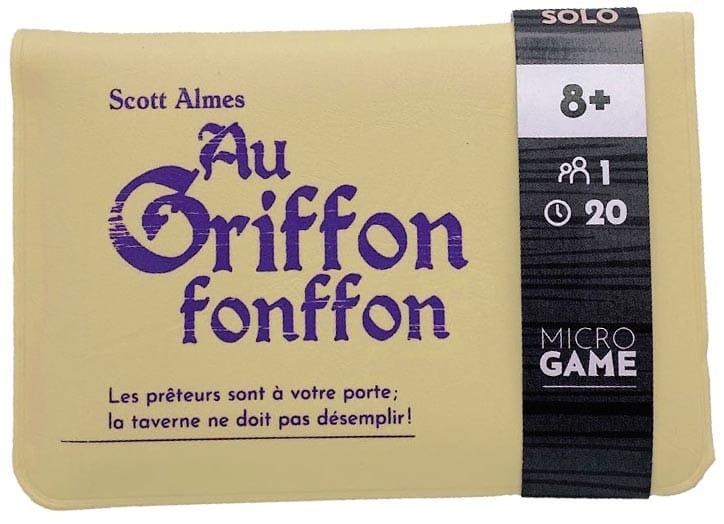 Scott Almes
Au
Griffon
fonffon
Les prêteurs sont à votre porte;
la taverne ne doit pas désemplir!
SOLO
8+
1
20
MICRO
GAME